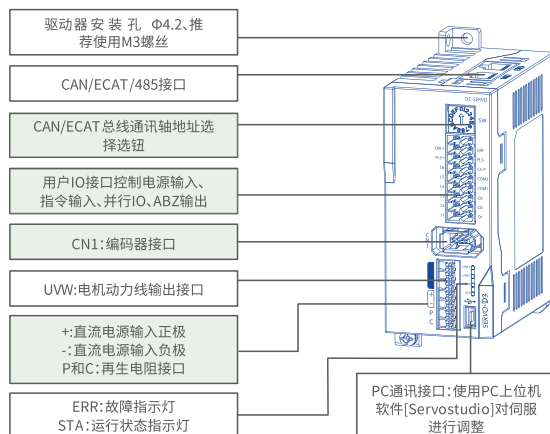 驱动器安装孔 Φ4.2、推
荐使用M3螺丝
CAN/ECAT/485接口
CAN/ECAT总线通讯轴地址选
择选钮
用户IO接口控制电源输入、
指令输入、并行IO、ABZ输出
CN1：编码器接口
UVW:电机动力线输出接口
+:直流电源输入正极
-:直流电源输入负极
P和C：再生电阻接口
ERR：故障指示灯
STA：运行状态指示灯
DC-SERVO
SW
+
-
P
C
SERVO-D3
PC通讯接口：使用PC上位机
软件[Servostudio]对伺服
进行调整